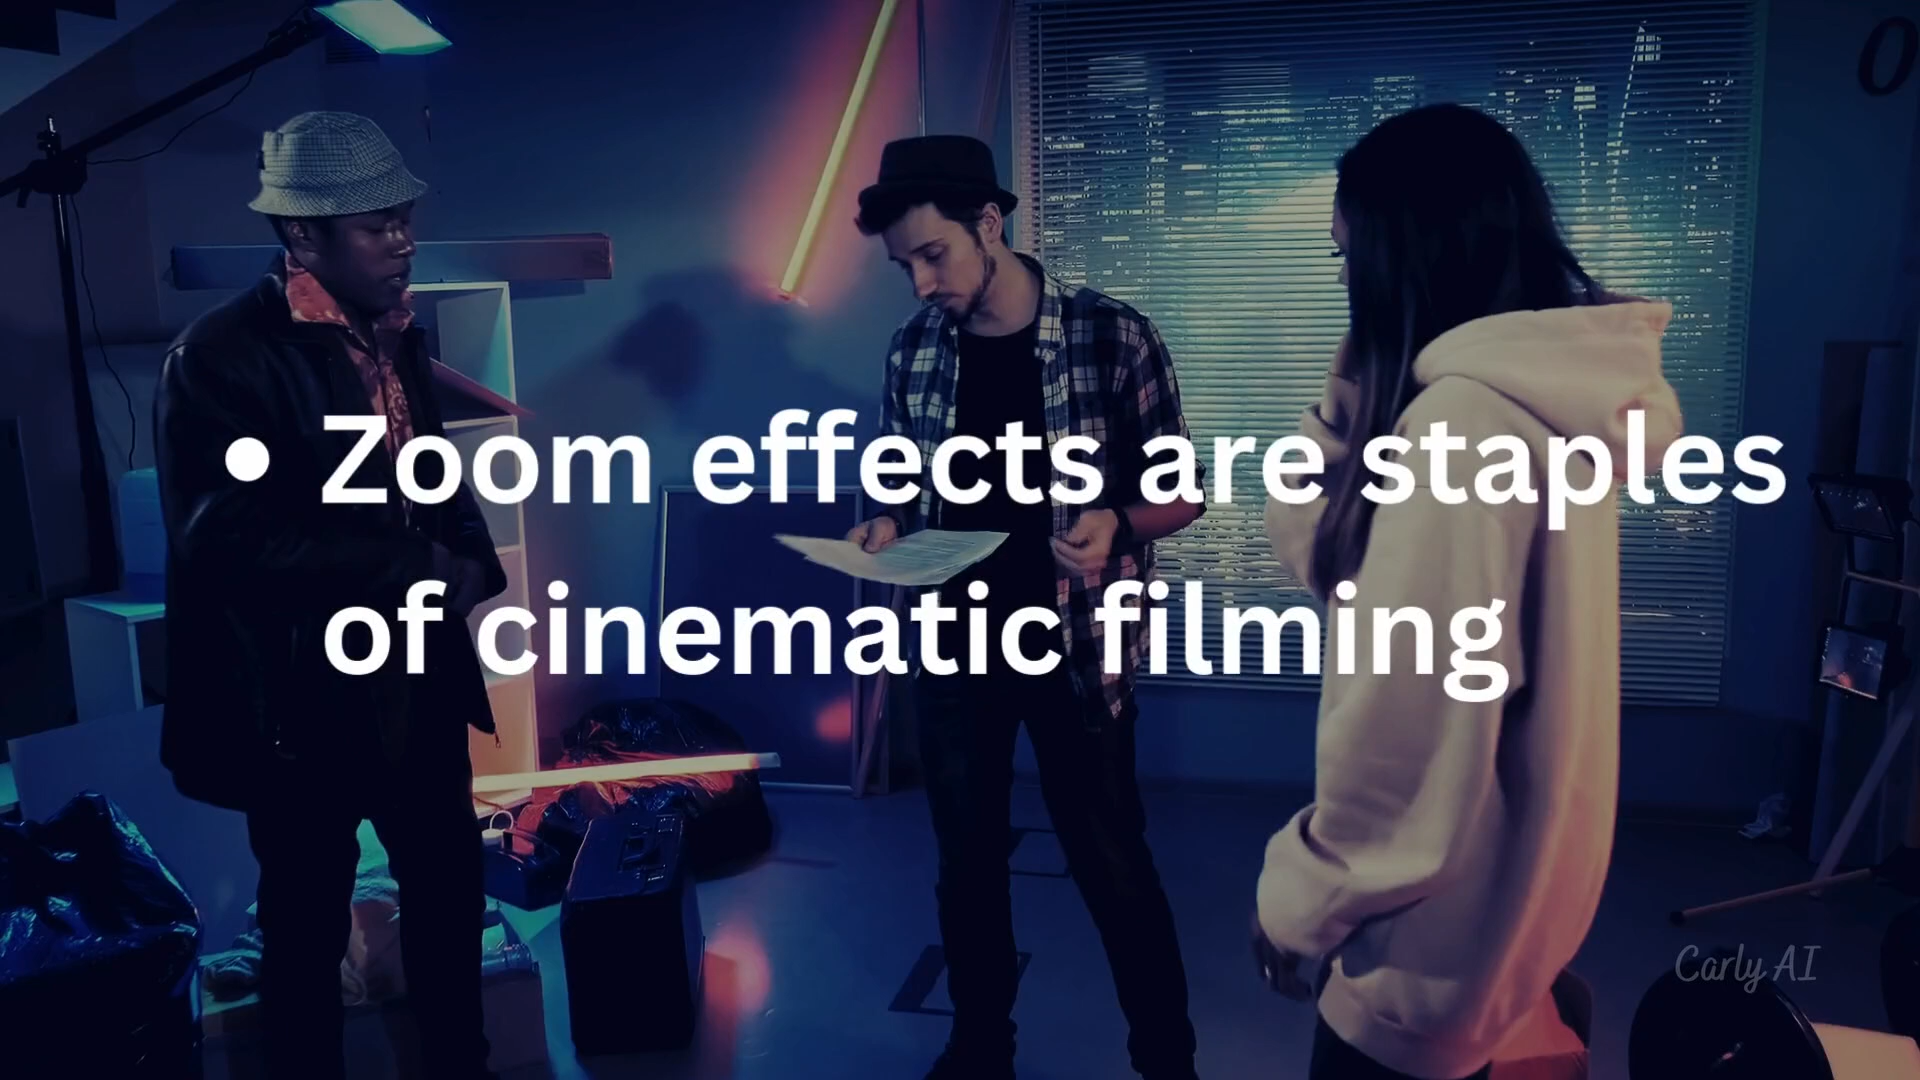 • Zoom effects are staples
of cinematic filming
Carly AI